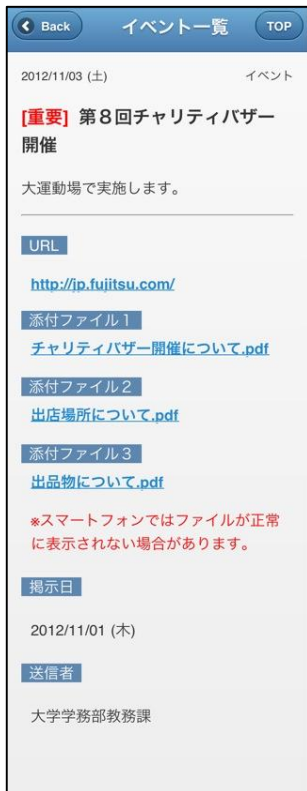 Back イベント一覧 TOP
2012/11/03 (土) イベント
[重要] 第８回チャリティバザー
開催
大運動場で実施します。
URL
http://jp.fujitsu.com/
添付ファイル１
チャリティバザー開催について.pdf
添付ファイル２
出店場所について.pdf
添付ファイル３
出品物について.pdf
※スマートフォンではファイルが正常
に表示されない場合があります。
掲示日
2012/11/01 (木)
送信者
大学学務部教務課